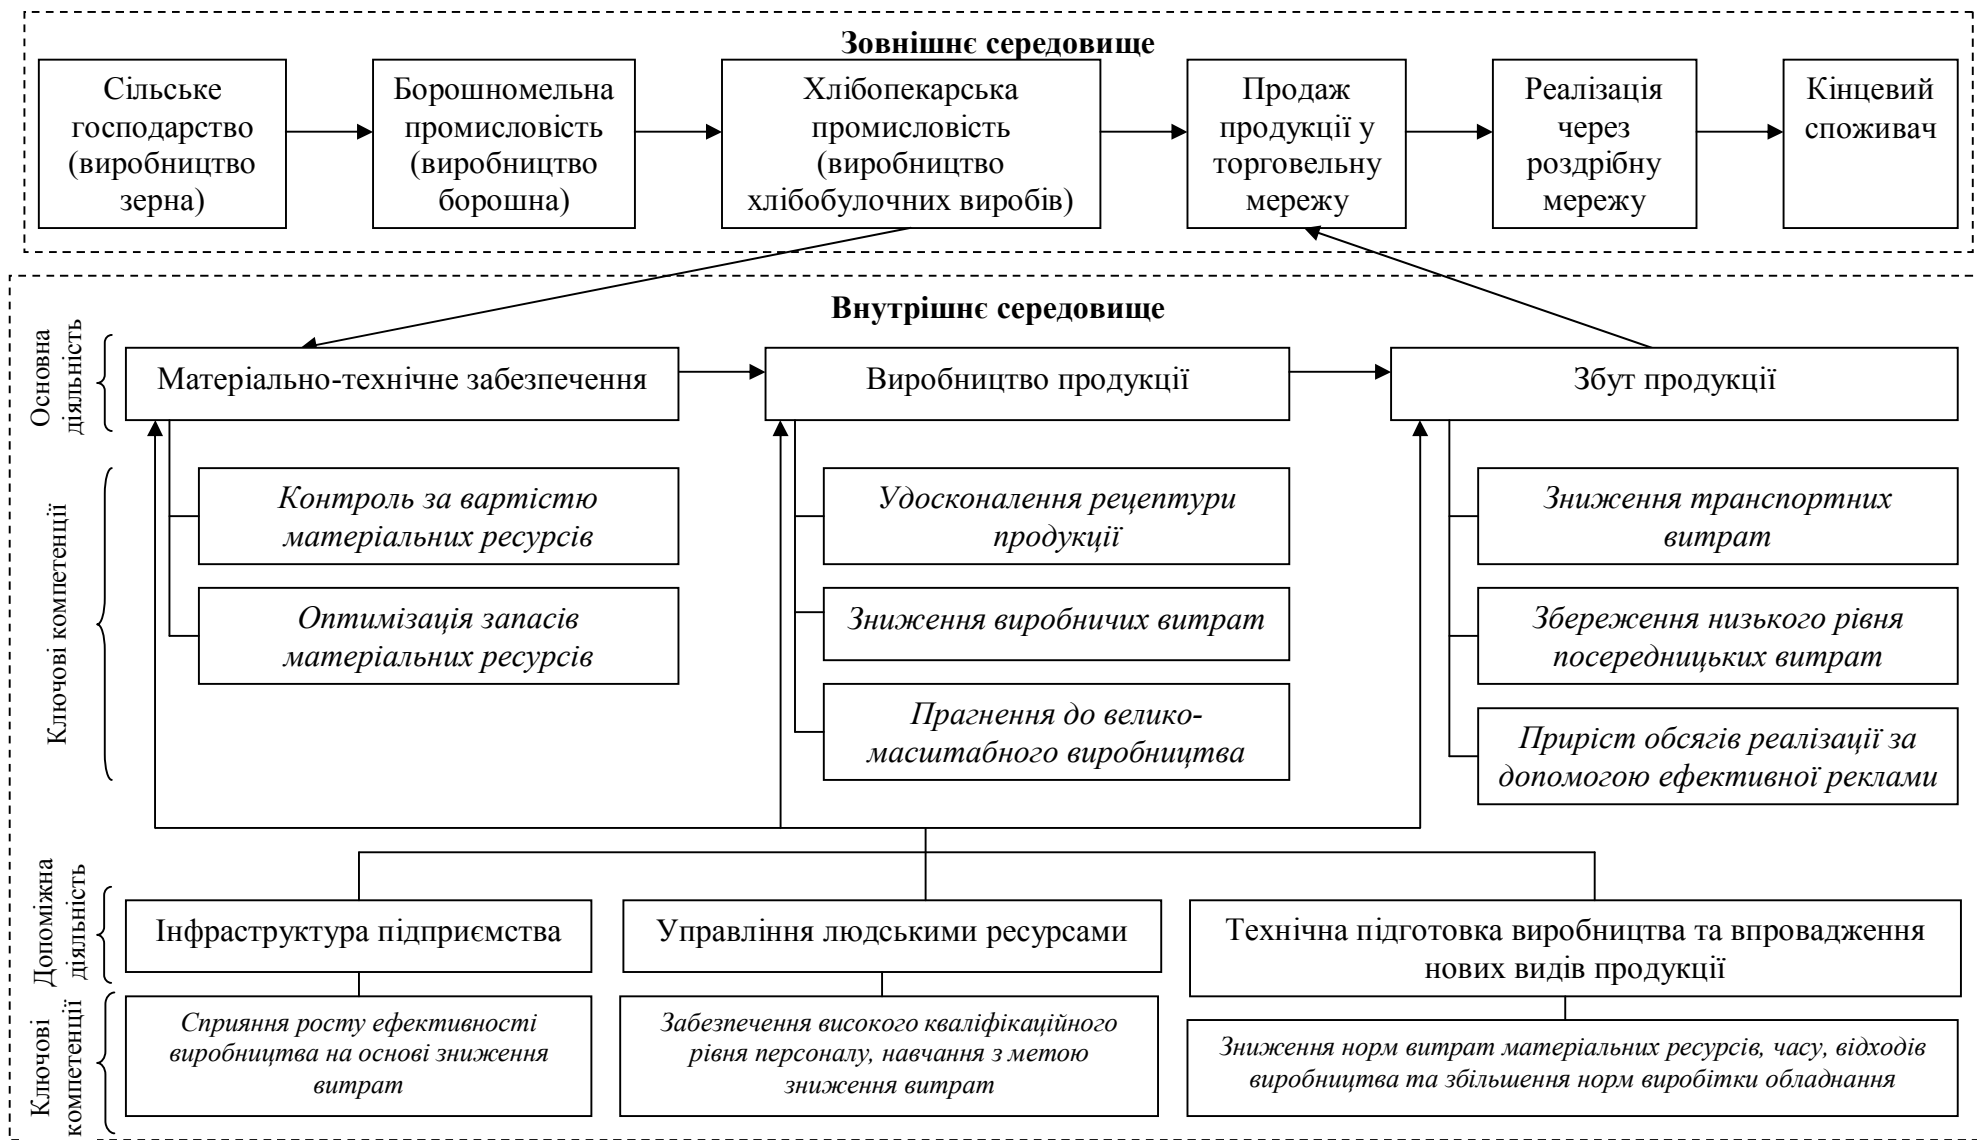 Зовнішнє середовище
Сільське
господарство
(виробництво
зерна)
Борошномельна
промисловість
(виробництво
борошна)
Хлібопекарська
промисловість
(виробництво
хлібобулочних виробів)
Продаж
продукції у
торговельну
мережу
Реалізація
через
роздрібну
мережу
Кінцевий
споживач
Внутрішнє середовище
Основна
діяльність
Матеріально-технічне забезпечення
Виробництво продукції
Збут продукції
Ключові компетенції
Контроль за вартістю
матеріальних ресурсів
Оптимізація запасів
матеріальних ресурсів
Удосконалення рецептури
продукції
Зниження виробничих витрат
Прагнення до велико-
масштабного виробництва
Зниження транспортних
витрат
Збереження низького рівня
посередницьких витрат
Приріст обсягів реалізації за
допомогою ефективної реклами
Допоміжна
діяльність
Інфраструктура підприємства
Управління людськими ресурсами
Технічна підготовка виробництва та впровадження
нових видів продукції
Ключові
компетенції
Сприяння росту ефективності
виробництва на основі зниження
витрат
Забезпечення високого кваліфікаційного
рівня персоналу, навчання з метою
зниження витрат
Зниження норм витрат матеріальних ресурсів, часу, відходів
виробництва та збільшення норм виробітки обладнання